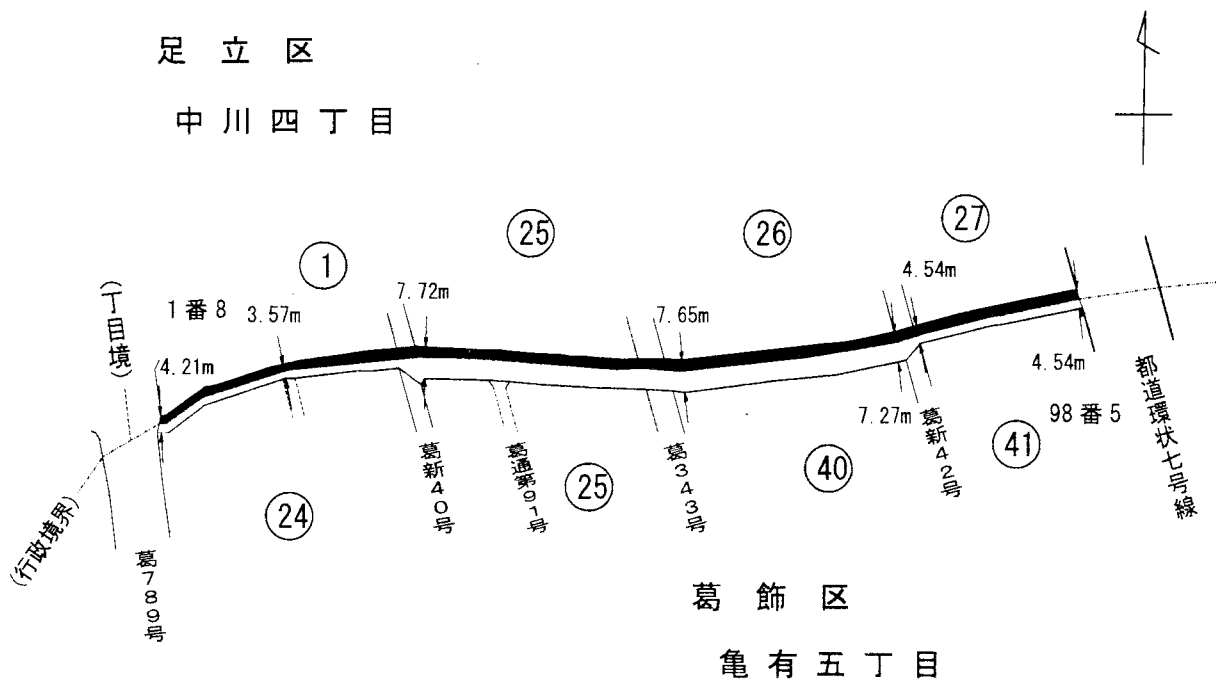 足立区
中川四丁目
27
25
26
1
4.54m
7.72m
(丁目境)
1番8
3.57m
7.65m
4.21m
4.54m
都道環状七号線
7.27m
98番5
葛新42号
41
葛新40号
葛通第91号
葛343号
40
25
24
(行政境界)
葛789号
葛飾区
亀有五丁目